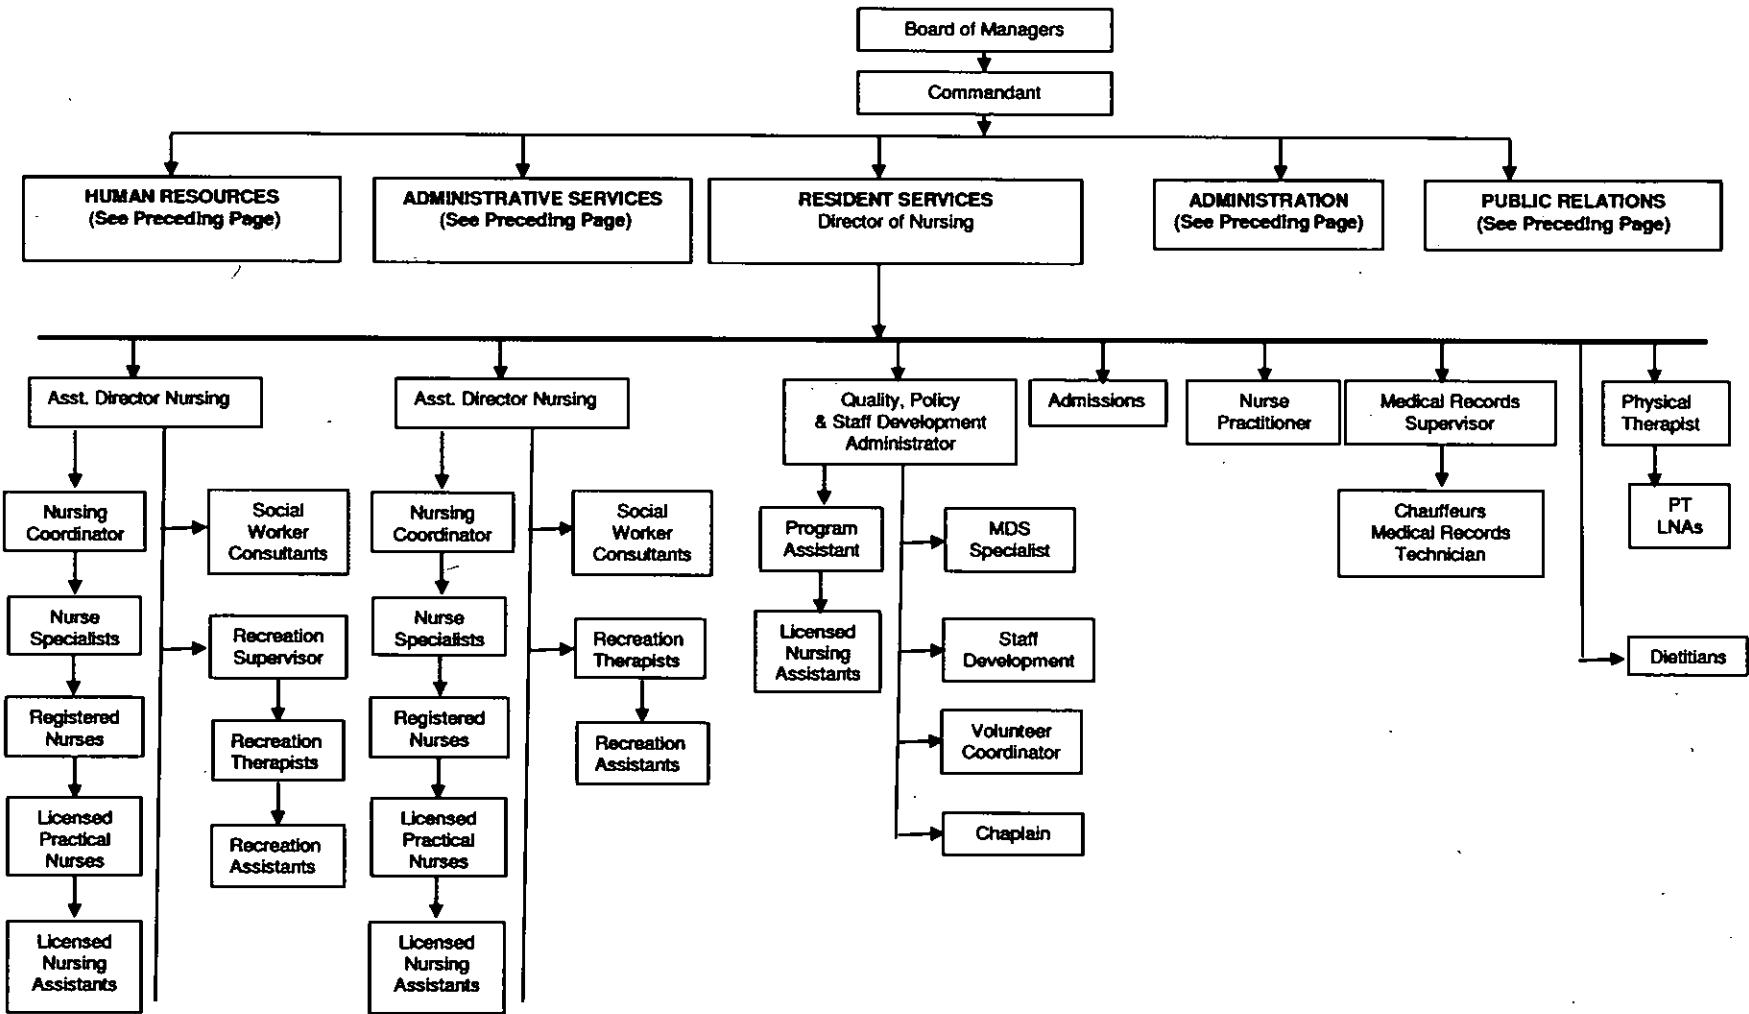 Board of Managers
Commandant
HUMAN RESOURCES
(See Preceding Page)
ADMINISTRATIVE SERVICES
(See Preceding Page)
RESIDENT SERVICES
Director of Nursing
ADMINISTRATION
(See Preceding Page)
PUBLIC RELATIONS
(See Preceding Page)
Asst. Director Nursing
Nursing
Coordinator
Nurse
Specialists
Registered
Nurses
Licensed
Practical
Nurses
Licensed
Nursing
Assistants
Social
Worker
Consultants
Recreation
Supervisor
Recreation
Therapists
Recreation
Assistants
Asst. Director Nursing
Nursing
Coordinator
Nurse
Specialists
Registered
Nurses
Licensed
Practical
Nurses
Licensed
Nursing
Assistants
Social
Worker
Consultants
Recreation
Therapists
Recreation
Assistants
Quality, Policy
& Staff Development
Administrator
Program
Assistant
Licensed
Nursing
Assistants
MDS
Specialist
Staff
Development
Volunteer
Coordinator
Chaplain
Admissions
Nurse
Practitioner
Medical Records
Supervisor
Chauffeurs
Medical Records
Technician
Physical
Therapist
PT
LNAs
Dietitians